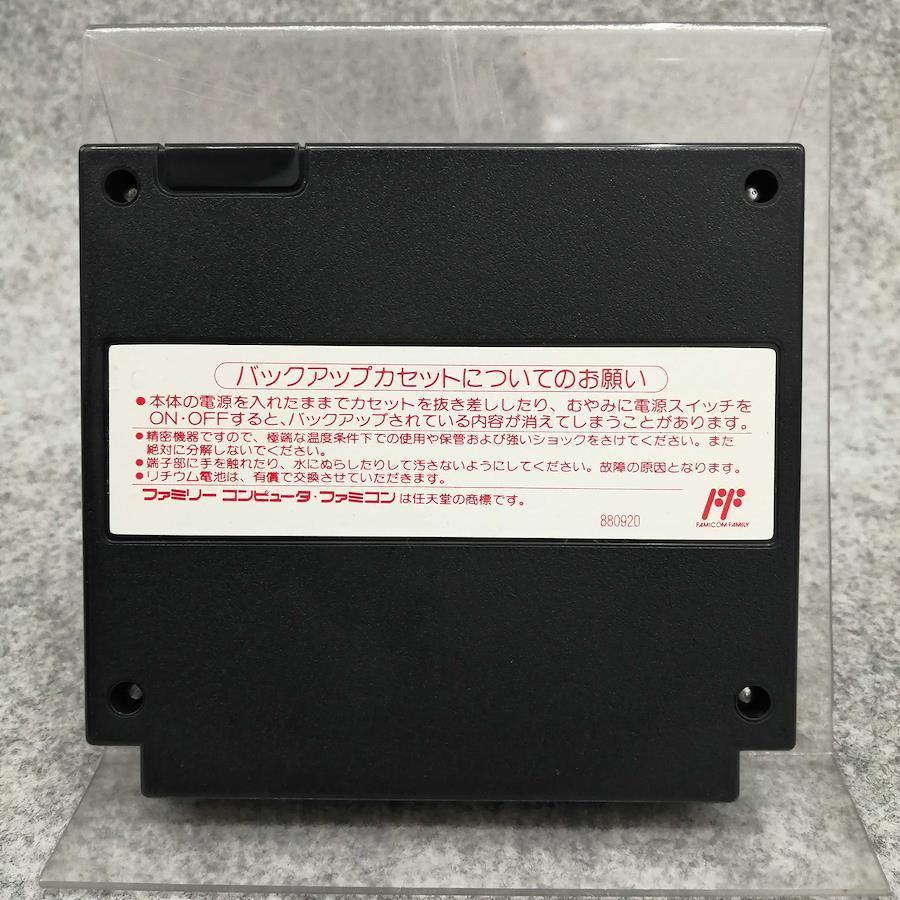 バックアップカセットについてのお願い
●本体の電源を入れたままでカセットを抜き差ししたり、むやみに電源スイッチを
ON・OFFすると、バックアップされている内容が消えてしまうことがあります。
●精密機器ですので、極端な温度条件下での使用や保管および強いショックをさけてください。また
絶対に分解しないでください。
●端子部に手を触れたり、水にぬらしたりして汚さないようにしてください。故障の原因となります。
●リチウム電池は、有償で交換させていただきます。
ファミリー コンピュータ・ファミコンは任天堂の商標です。
880920
FAMICOM FAMILY